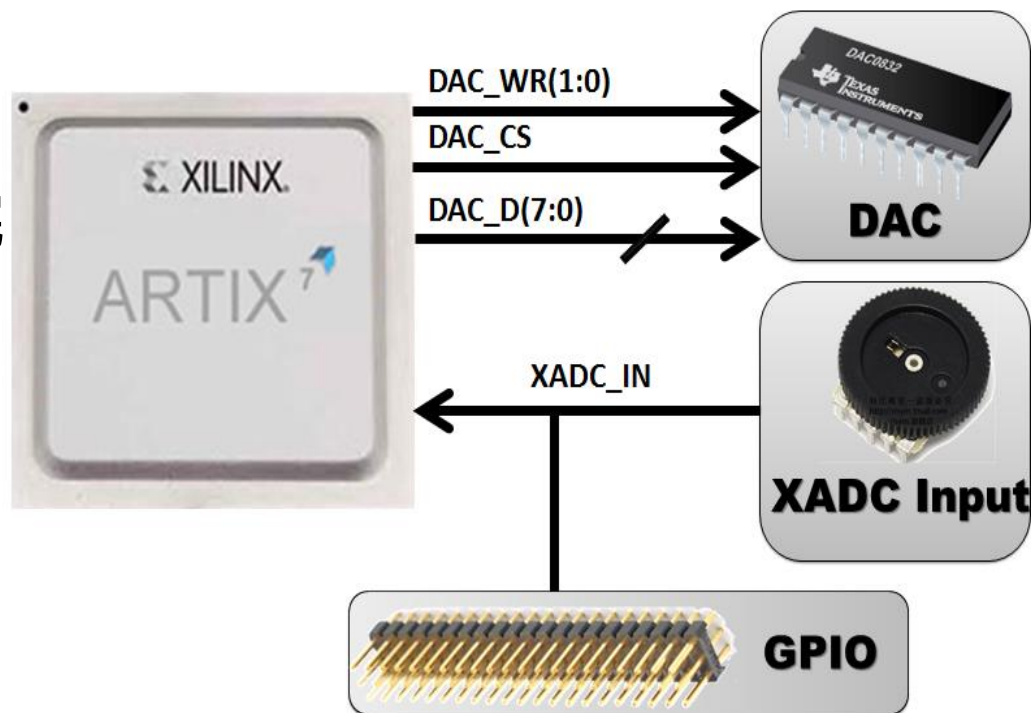 DAC_WR(1:0)
DAC_CS
DAC_D(7:0)
XILINX.
ARTIX 7
DAC0832
TEXAS
INSTRUMENTS
DAC
XADC_IN
XADC Input
GPIO